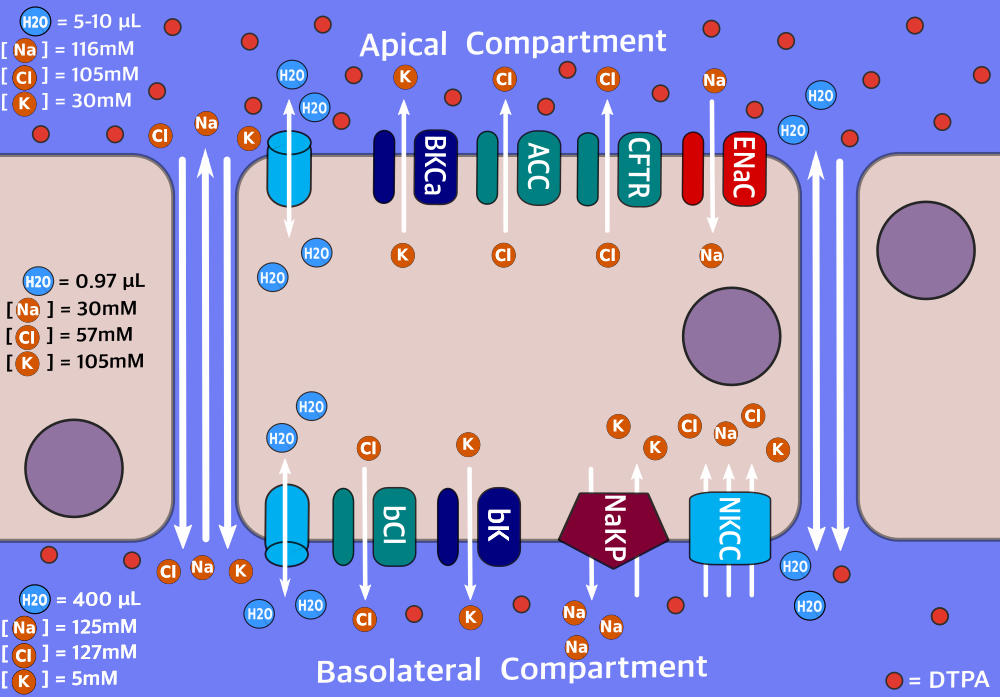 H2O = 5-10 µL
[ Na ] = 116mM
[ Cl ] = 105mM
[ K ] = 30mM
Apical Compartment
H2O
H2O
K
Cl
Cl
Na
H2O
H2O
Cl
Na
K
BKCa
ACC
CFTR
ENaC
H2O
H2O
K
Cl
Cl
Na
H2O = 0.97 µL
[ Na ] = 30mM
[ Cl ] = 57mM
[ K ] = 105mM
H2O
H2O
Cl
K
K
K
Cl
Na
Cl
K
bCl
bK
NaKP
NKCC
Cl
Na
K
H2O
H2O
Cl
K
Na
Na
Na
H2O
H2O
H2O = 400 µL
[ Na ] = 125mM
[ Cl ] = 127mM
[ K ] = 5mM
Basolateral Compartment
= DTPA